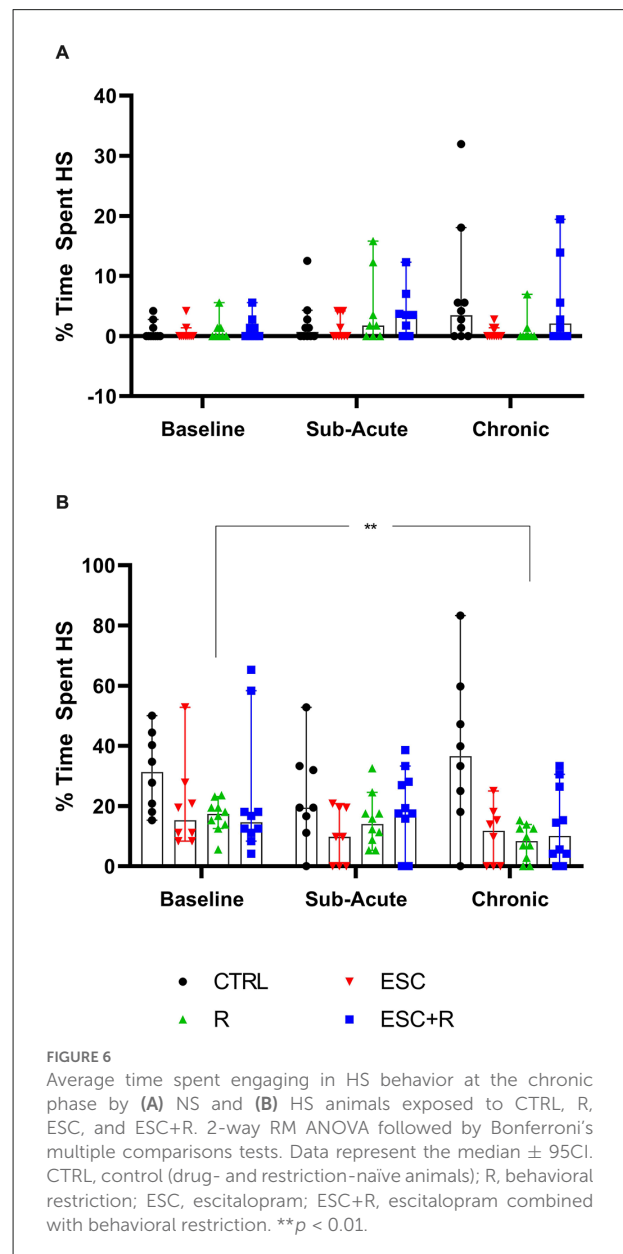 A
40
30
20
10
0
-10
% Time Spent HS
Baseline
Sub-Acute
Chronic
B
**
100
80
60
40
20
0
% Time Spent HS
Baseline
Sub-Acute
Chronic
CTRL
ESC
R
ESC+R
FIGURE 6
Average time spent engaging in HS behavior at the chronic
phase by (A) NS and (B) HS animals exposed to CTRL, R,
ESC, and ESC+R. 2-way RM ANOVA followed by Bonferroni's
multiple comparisons tests. Data represent the median ± 95CI.
CTRL, control (drug- and restriction-naïve animals); R, behavioral
restriction; ESC, escitalopram; ESC+R, escitalopram combined
with behavioral restriction. **p < 0.01.